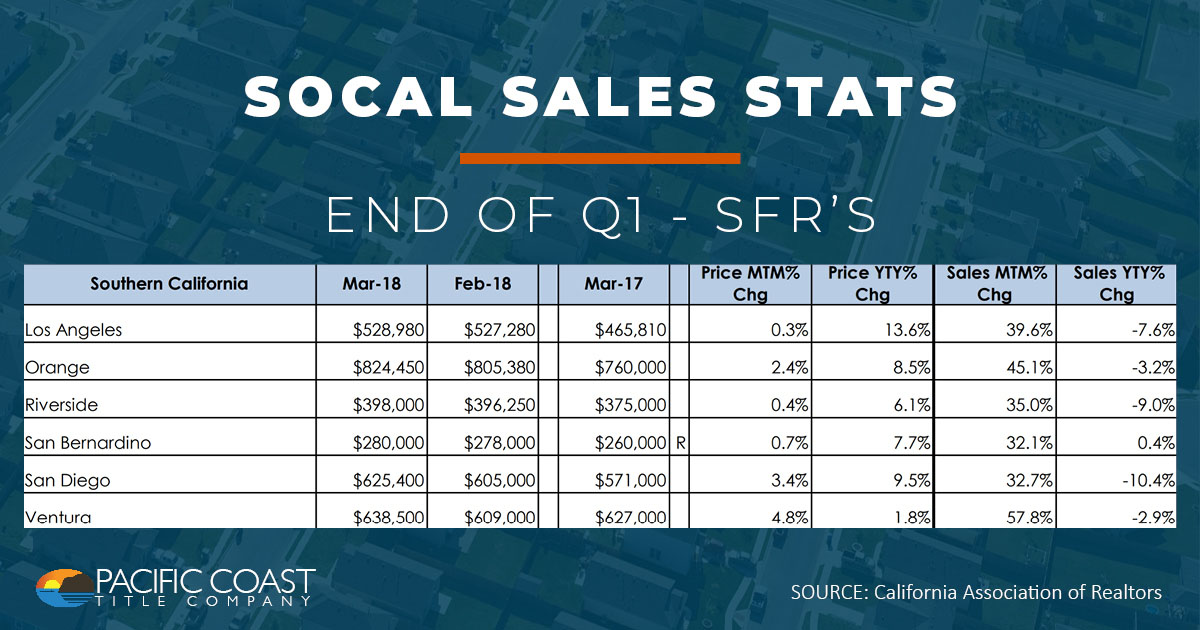 SOCAL SALES STATS
END OF Q1 - SFR'S
Southern California Mar-18 Feb-18 Mar-17 Price MTM% Chg Price YTY% Chg Sales MTM% Chg Sales YTY% Chg
Los Angeles $528,980 $527,280 $465,810 0.3% 13.6% 39.6% -7.6%
Orange $824,450 $805,380 $760,000 2.4% 8.5% 45.1% -3.2%
Riverside $398,000 $396,250 $375,000 0.4% 6.1% 35.0% -9.0%
San Bernardino $280,000 $278,000 $260,000 R 0.7% 7.7% 32.1% 0.4%
San Diego $625,400 $605,000 $571,000 3.4% 9.5% 32.7% -10.4%
Ventura $638,500 $609,000 $627,000 4.8% 1.8% 57.8% -2.9%
PACIFIC COAST
TITLE COMPANY
SOURCE: California Association of Realtors